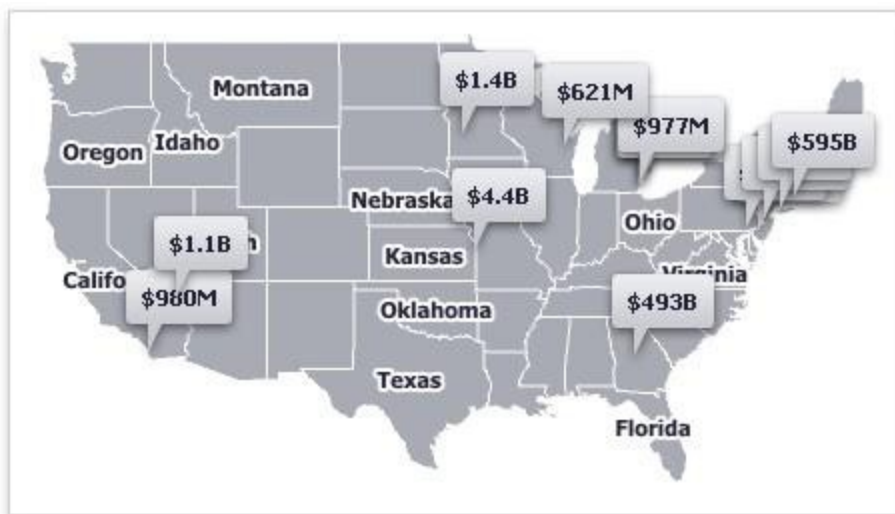 $1.4B
Montana
$621M
$977M
Idaho
$595B
Oregon
Nebraska
$4.4B
Ohio
$1.1B
Kansas
Virginia
Califo
$980M
$493B
Oklahoma
Texas
Florida